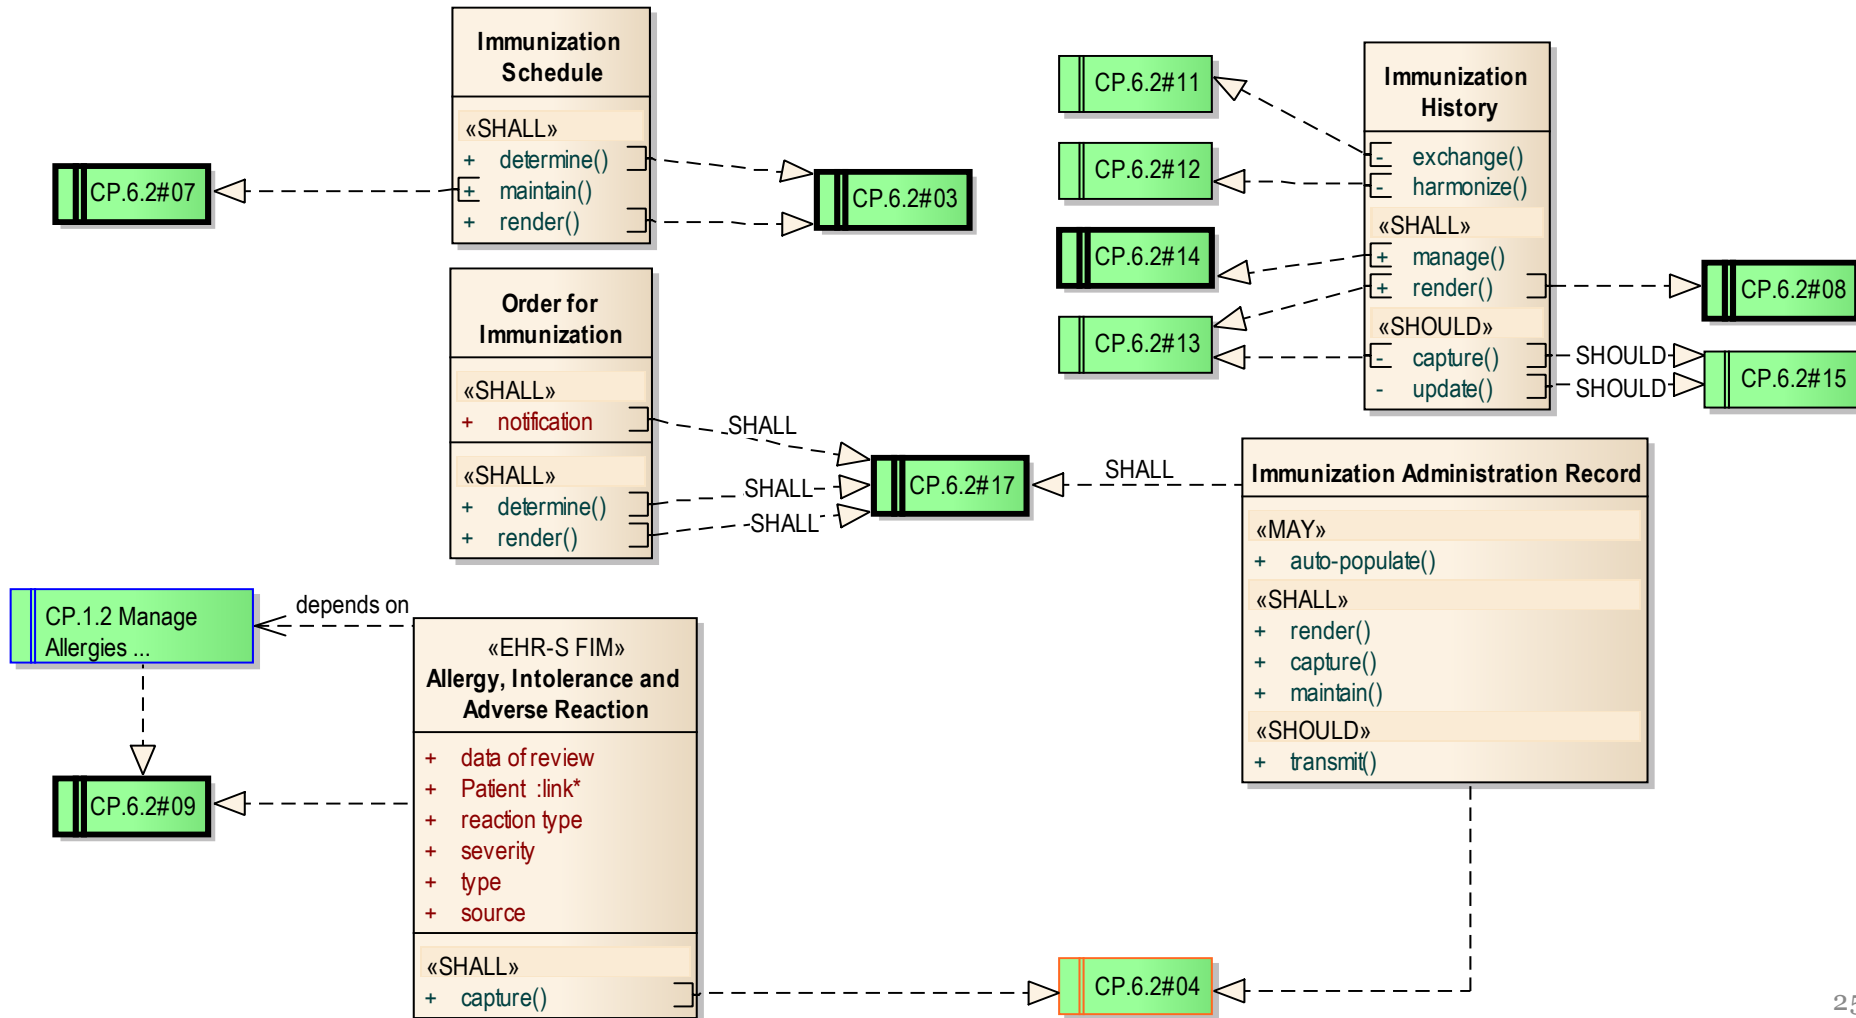 Immunization
Schedule
«SHALL»
+ determine()
+ maintain()
+ render()
CP.6.2#07
CP.6.2#03
Immunization
History
- exchange()
- harmonize()
«SHALL»
+ manage()
+ render()
«SHOULD»
- capture()
- update()
CP.6.2#11
CP.6.2#12
CP.6.2#14
CP.6.2#13
CP.6.2#08
SHOULD
SHOULD
CP.6.2#15
Order for
Immunization
«SHALL»
+ notification
«SHALL»
+ determine()
+ render()
SHALL
SHALL
SHALL
CP.6.2#17
SHALL
Immunization Administration Record
«MAY»
+ auto-populate()
«SHALL»
+ render()
+ capture()
+ maintain()
«SHOULD»
+ transmit()
CP.1.2 Manage
Allergies ...
depends on
CP.6.2#09
«EHR-S FIM»
Allergy, Intolerance and
Adverse Reaction
+ data of review
+ Patient :link*
+ reaction type
+ severity
+ type
+ source
«SHALL»
+ capture()
CP.6.2#04
25